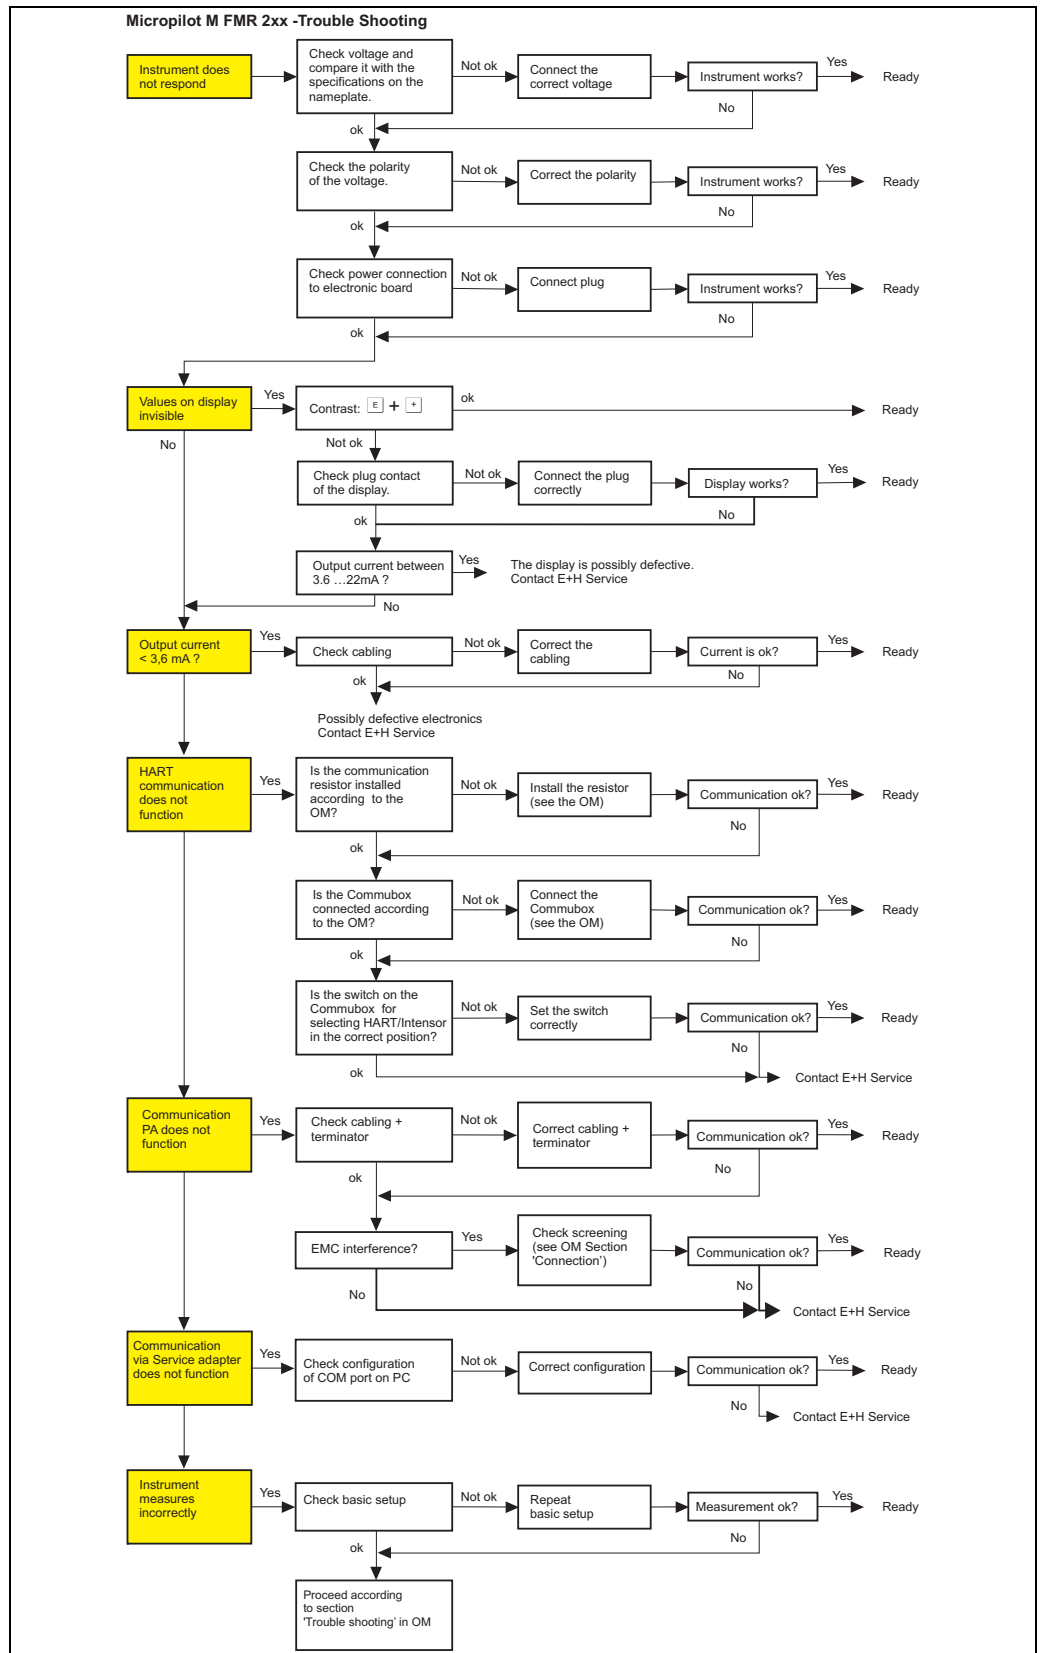 Micropilot M FMR 2xx -Trouble Shooting
Instrument does
not respond
Check voltage and
compare it with the
specifications on the
nameplate.
Not ok
Connect the
correct voltage
Instrument works?
Yes
Ready
No
ok
Check the polarity
of the voltage.
Not ok
Correct the polarity
Instrument works?
Yes
Ready
No
ok
Check power connection
to electronic board
Not ok
Connect plug
Instrument works?
Yes
Ready
No
ok
Values on display
invisible
Yes
Contrast: E + +
ok
Ready
No
Not ok
Check plug contact
of the display.
Not ok
Connect the plug
correctly
Display works?
Yes
Ready
No
ok
Output current between
3.6 ...22mA ?
Yes
The display is possibly defective.
Contact E+H Service
No
Output current
< 3,6 mA ?
Yes
Check cabling
Not ok
Correct the
cabling
Current is ok?
Yes
Ready
No
ok
Possibly defective electronics
Contact E+H Service
HART
communication
does not
function
Yes
Is the communication
resistor installed
according to the
OM?
Not ok
Install the resistor
(see the OM)
Communication ok?
Yes
Ready
No
ok
Is the Commubox
connected according
to the OM?
Not ok
Connect the
Commubox
(see the OM)
Communication ok?
Yes
Ready
No
ok
Is the switch on the
Commubox for
selecting HART/Intensor
in the correct position?
Not ok
Set the switch
correctly
Communication ok?
Yes
Ready
No
ok
Contact E+H Service
Communication
PA does not
function
Yes
Check cabling +
terminator
Not ok
Correct cabling +
terminator
Communication ok?
Yes
Ready
No
ok
EMC interference?
Yes
Check screening
(see OM Section
'Connection')
Communication ok?
Yes
Ready
No
No
Contact E+H Service
Communication
via Service adapter
does not function
Yes
Check configuration
of COM port on PC
Not ok
Correct configuration
Communication ok?
Yes
Ready
No
Contact E+H Service
Instrument
measures
incorrectly
Yes
Check basic setup
Not ok
Repeat
basic setup
Measurement ok?
Yes
Ready
No
ok
Proceed according
to section
'Trouble shooting' in OM